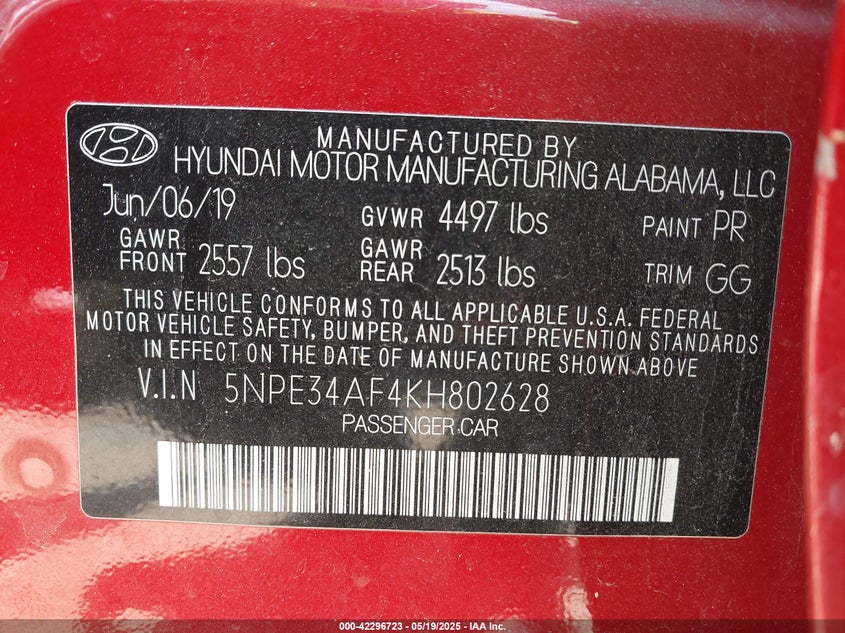 MANUFACTURED BY
HYUNDAI MOTOR MANUFACTURING ALABAMA, LLC
Jun/06/19 GVWR 4497 lbs PAINT PR
GAWR FRONT 2557 lbs GAWR REAR 2513 lbs TRIM GG
THIS VEHICLE CONFORMS TO ALL APPLICABLE U.S.A. FEDERAL
MOTOR VEHICLE SAFETY, BUMPER, AND THEFT PREVENTION STANDARDS
IN EFFECT ON THE DATE OF MANUFACTURE SHOWN ABOVE
V.I.N 5NPE34AF4KH802628
PASSENGER CAR
000-42296723 - 05/19/2025 - IAA Inc.